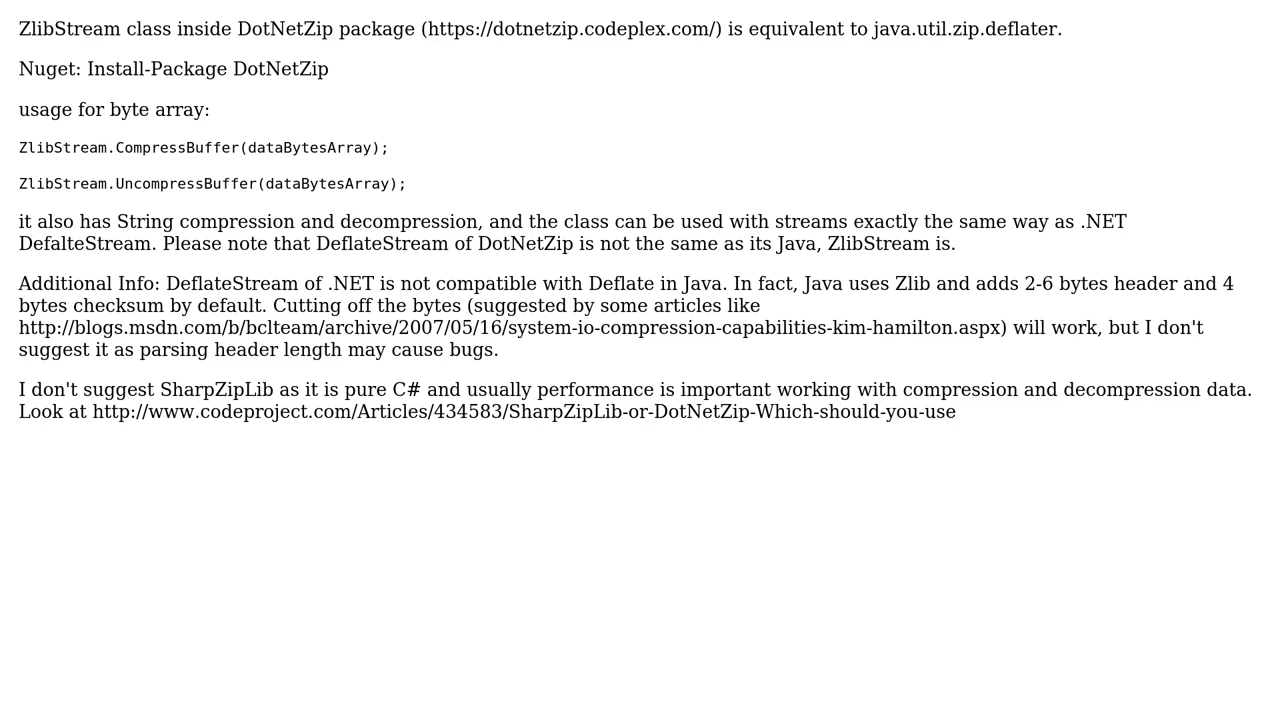 ZlibStream class inside DotNetZip package (https://dotnetzip.codeplex.com/) is equivalent to java.util.zip.deflater.
Nuget: Install-Package DotNetZip
usage for byte array:
ZlibStream.CompressBuffer(dataBytesArray);
ZlibStream.UncompressBuffer(dataBytesArray);
it also has String compression and decompression, and the class can be used with streams exactly the same way as .NET
DefalteStream. Please note that DeflateStream of DotNetZip is not the same as its Java, ZlibStream is.
Additional Info: DeflateStream of .NET is not compatible with Deflate in Java. In fact, Java uses Zlib and adds 2-6 bytes header and 4
bytes checksum by default. Cutting off the bytes (suggested by some articles like
http://blogs.msdn.com/b/bclteam/archive/2007/05/16/system-io-compression-capabilities-kim-hamilton.aspx) will work, but I don't
suggest it as parsing header length may cause bugs.
I don't suggest SharpZipLib as it is pure C# and usually performance is important working with compression and decompression data.
Look at http://www.codeproject.com/Articles/434583/SharpZipLib-or-DotNetZip-Which-should-you-use